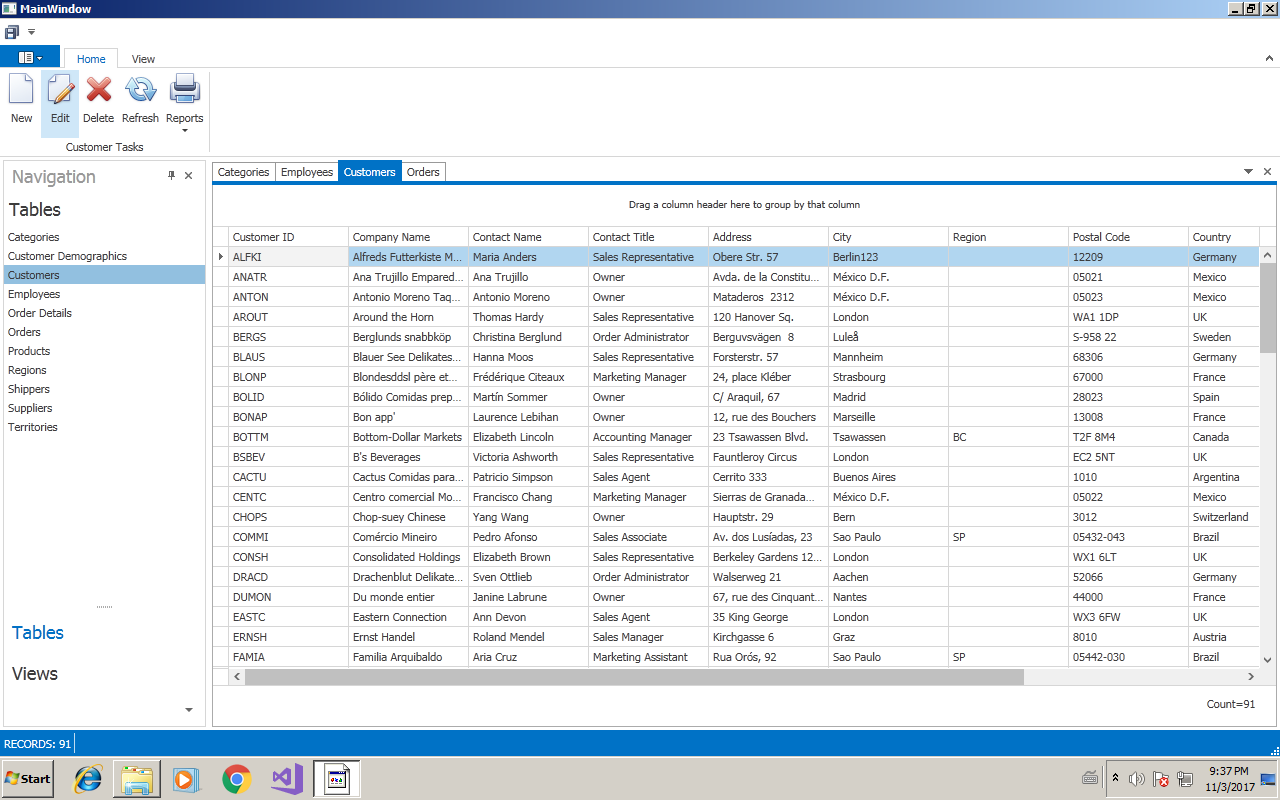 MainWindow
Home View
New Edit Delete Refresh Reports
Customer Tasks
Navigation
Tables
Categories
Customer Demographics
Customers
Employees
Order Details
Orders
Products
Regions
Shippers
Suppliers
Territories
Tables
Views
Categories Employees Customers Orders
Drag a column header here to group by that column
Customer ID Company Name Contact Name Contact Title Address City Region Postal Code Country
ALFKI Alfreds Futterkiste M... Maria Anders Sales Representative Obere Str. 57 Berlin123 12209 Germany
ANATR Ana Trujillo Empared... Ana Trujillo Owner Avda. de la Constitu... México D.F. 05021 Mexico
ANTON Antonio Moreno Taq... Antonio Moreno Owner Mataderos 2312 México D.F. 05023 Mexico
AROUT Around the Horn Thomas Hardy Sales Representative 120 Hanover Sq. London WA1 1DP UK
BERGS Berglunds snabbköp Christina Berglund Order Administrator Berguvsvägen 8 Luleå S-958 22 Sweden
BLAUS Blauer See Delikates... Hanna Moos Sales Representative Forsterstr. 57 Mannheim 68306 Germany
BLONP Blondesddsl père et... Frédérique Citeaux Marketing Manager 24, place Kléber Strasbourg 67000 France
BOLID Bólido Comidas prep... Martín Sommer Owner C/ Araquil, 67 Madrid 28023 Spain
BONAP Bon app' Laurence Lebihan Owner 12, rue des Bouchers Marseille 13008 France
BOTTM Bottom-Dollar Markets Elizabeth Lincoln Accounting Manager 23 Tsawassen Blvd. Tsawassen BC T2F 8M4 Canada
BSBEV B's Beverages Victoria Ashworth Sales Representative Fauntleroy Circus London EC2 5NT UK
CACTU Cactus Comidas para... Patricio Simpson Sales Agent Cerrito 333 Buenos Aires 1010 Argentina
CENTC Centro comercial Mo... Francisco Chang Marketing Manager Sierras de Granada... México D.F. 05022 Mexico
CHOPS Chop-suey Chinese Yang Wang Owner Hauptstr. 29 Bern 3012 Switzerland
COMMI Comércio Mineiro Pedro Afonso Sales Associate Av. dos Lusíadas, 23 Sao Paulo SP 05432-043 Brazil
CONSH Consolidated Holdings Elizabeth Brown Sales Representative Berkeley Gardens 12... London WX1 6LT UK
DRACD Drachenblut Delikate... Sven Ottlieb Order Administrator Walserweg 21 Aachen 52066 Germany
DUMON Du monde entier Janine Labrune Owner 67, rue des Cinquant... Nantes 44000 France
EASTC Eastern Connection Ann Devon Sales Agent 35 King George London WX3 6FW UK
ERNSH Ernst Handel Roland Mendel Sales Manager Kirchgasse 6 Graz 8010 Austria
FAMIA Familia Arquibaldo Aria Cruz Marketing Assistant Rua Orós, 92 Sao Paulo SP 05442-030 Brazil
Count=91
RECORDS: 91
Start
9:37 PM
11/3/2017